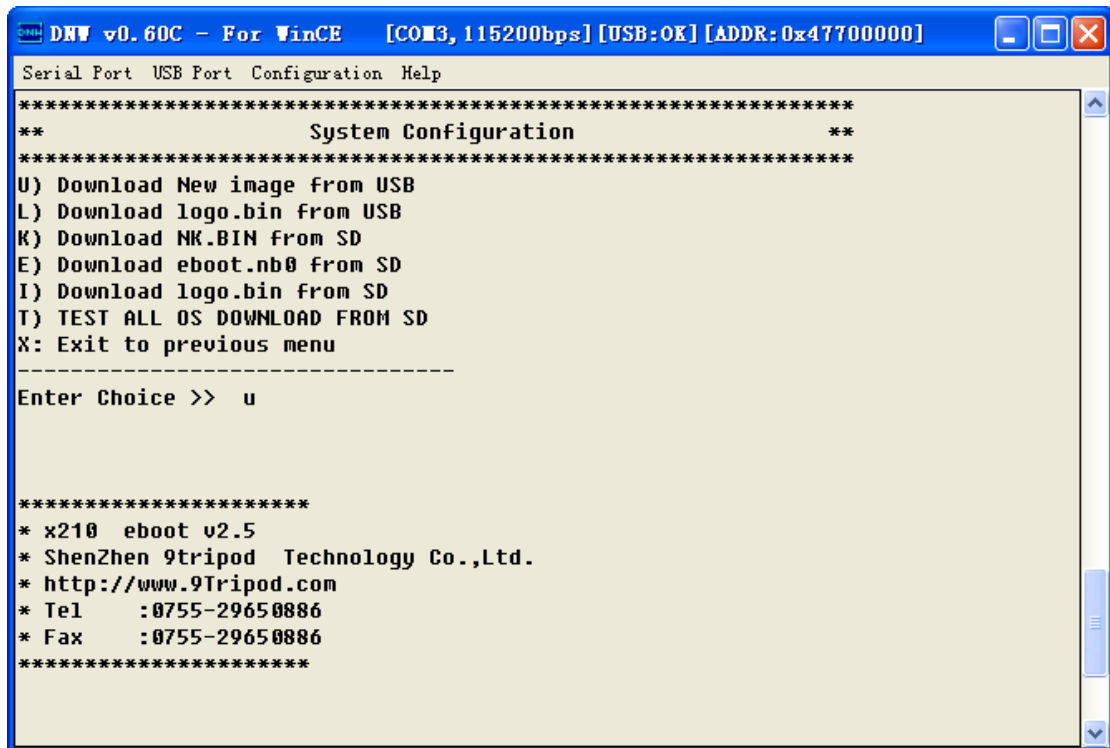 DNW v0.60C - For WinCE [COM3,115200bps][USB:OK][ADDR:0x47700000]
Serial Port USB Port Configuration Help
***************************************************************
** System Configuration **
***************************************************************
U) Download New image from USB
L) Download logo.bin from USB
K) Download NK.BIN from SD
E) Download eboot.nb0 from SD
I) Download logo.bin from SD
T) TEST ALL OS DOWNLOAD FROM SD
X: Exit to previous menu
---------------------------------
Enter Choice >> u
**********************
* x210 eboot v2.5
* ShenZhen 9tripod Technology Co.,Ltd.
* http://www.9Tripod.com
* Tel :0755-29650886
* Fax :0755-29650886
**********************